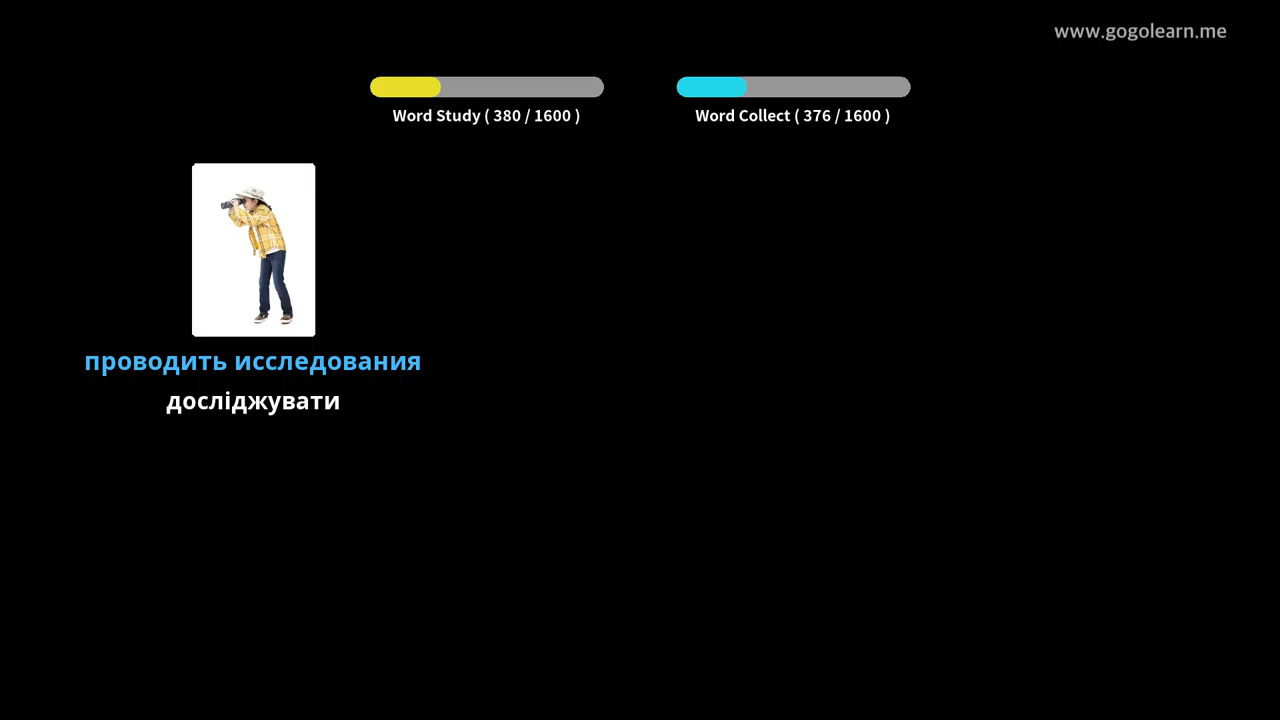 www.gogolearn.me
Word Study ( 380 / 1600 )
Word Collect ( 376 / 1600 )
проводить исследования
досліджувати